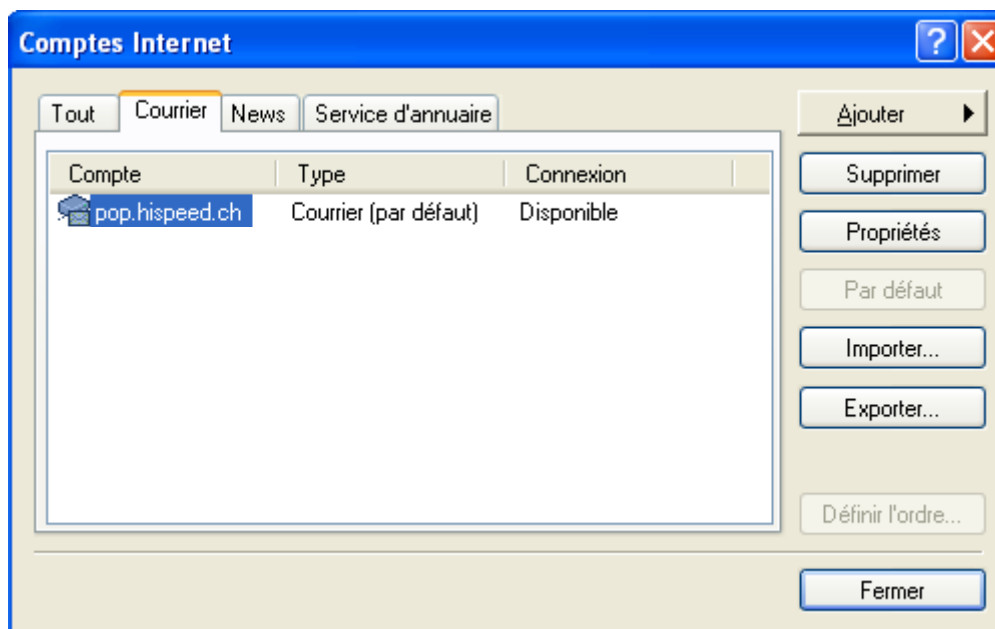 Comptes Internet
Tout Courrier News Service d'annuaire
Compte Type Connexion
pop.hispeed.ch Courrier (par défaut) Disponible
Ajouter
Supprimer
Propriétés
Par défaut
Importer...
Exporter...
Définir l'ordre...
Fermer